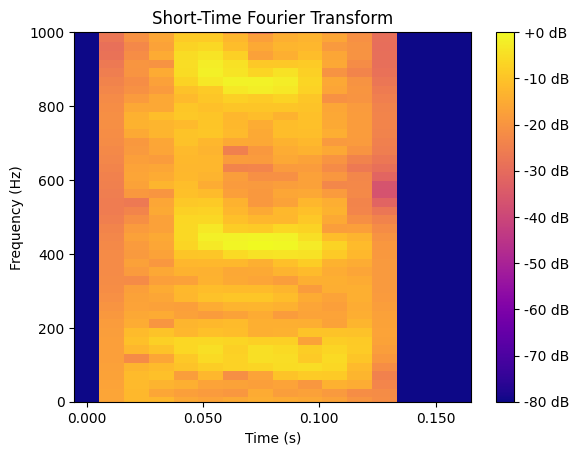 Short-Time Fourier Transform
Frequency (Hz)
1000
800
600
400
200
0
0.000 0.050 0.100 0.150
Time (s)
+0 dB
-10 dB
-20 dB
-30 dB
-40 dB
-50 dB
-60 dB
-70 dB
-80 dB